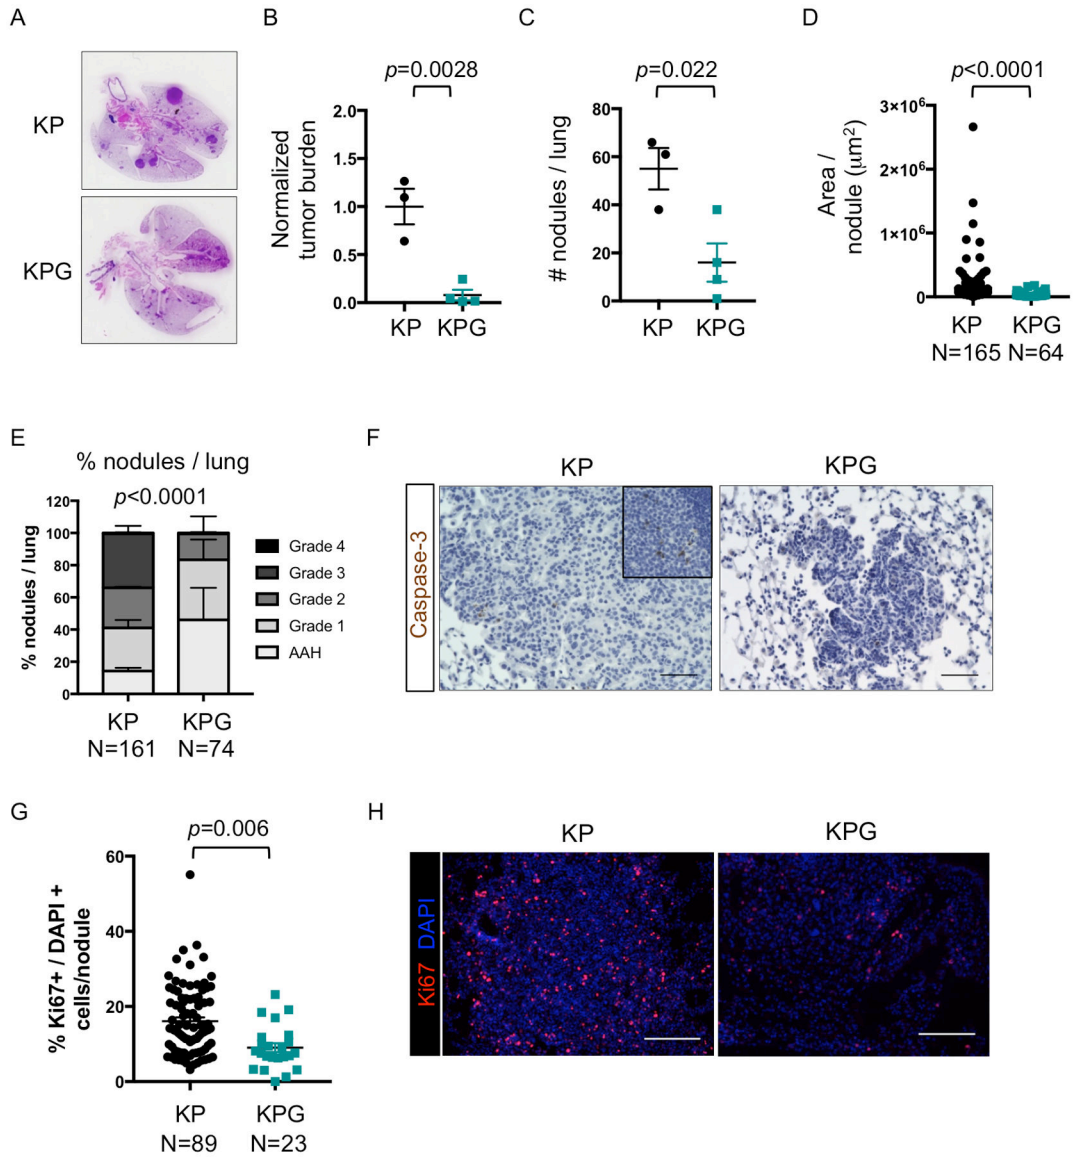 A
KP
KPG
B
p=0.0028
Normalized
tumor burden
2.0
1.5
1.0
0.5
0.0
KP KPG
C
p=0.022
# nodules / lung
80
60
40
20
0
KP KPG
D
p<0.0001
Area /
nodule (μm²)
3×10⁶
2×10⁶
1×10⁶
0
KP KPG
N=165 N=64
E
% nodules / lung
p<0.0001
% nodules / lung
120
100
80
60
40
20
0
KP KPG
N=161 N=74
Grade 4
Grade 3
Grade 2
Grade 1
AAH
F
KP KPG
Caspase-3
G
p=0.006
% Ki67+ / DAPI +
cells/nodule
60
40
20
0
KP KPG
N=89 N=23
H
KP KPG
Ki67 DAPI